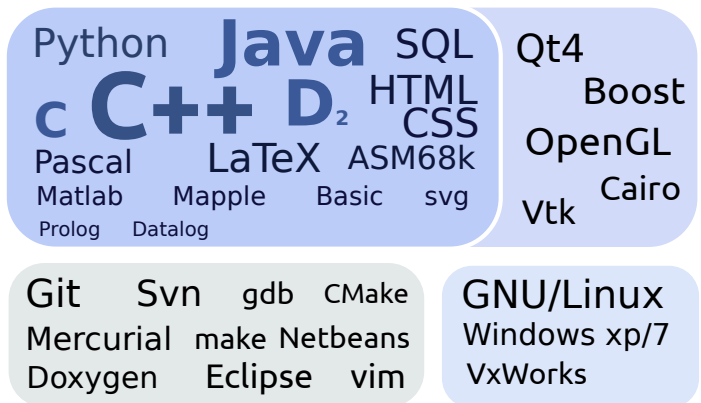 Python Java SQL
C C++ D2 HTML
CSS
Pascal LaTeX ASM68k
Matlab Mapple Basic svg
Prolog Datalog
Qt4
Boost
OpenGL
Cairo
Vtk
Git Svn gdb CMake
Mercurial make Netbeans
Doxygen Eclipse vim
GNU/Linux
Windows xp/7
VxWorks